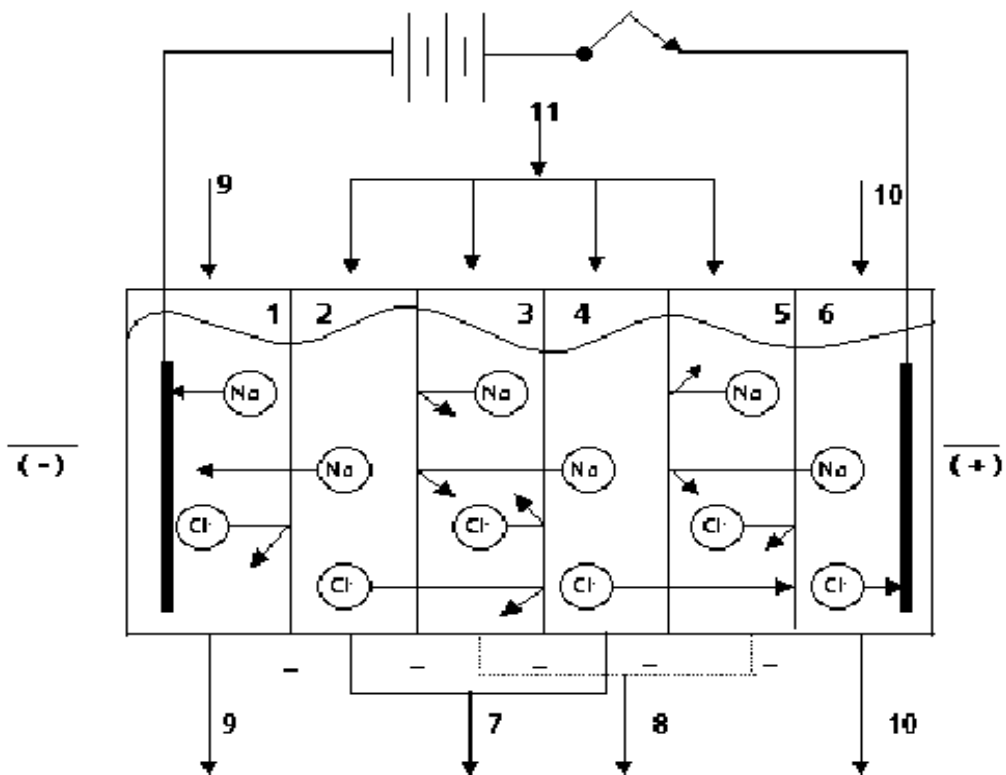 11
9
10
1 2 3 4 5 6
Na Na Na
(-) (+)
Na Na Na
Cl- Cl- Cl-
Cl- Cl- Cl-
– – – – –
9 7 8 10